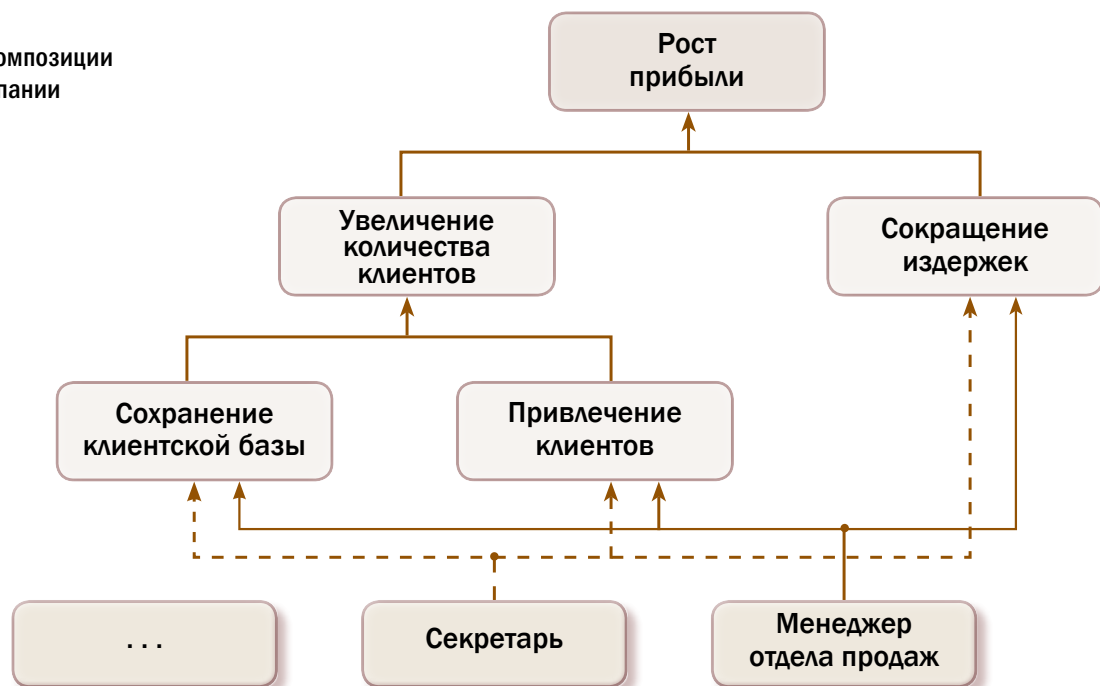 омпозиции
пании
Рост
прибыли
Увеличение
количества
клиентов
Сокращение
издержек
Сохранение
клиентской базы
Привлечение
клиентов
. . .
Секретарь
Менеджер
отдела продаж